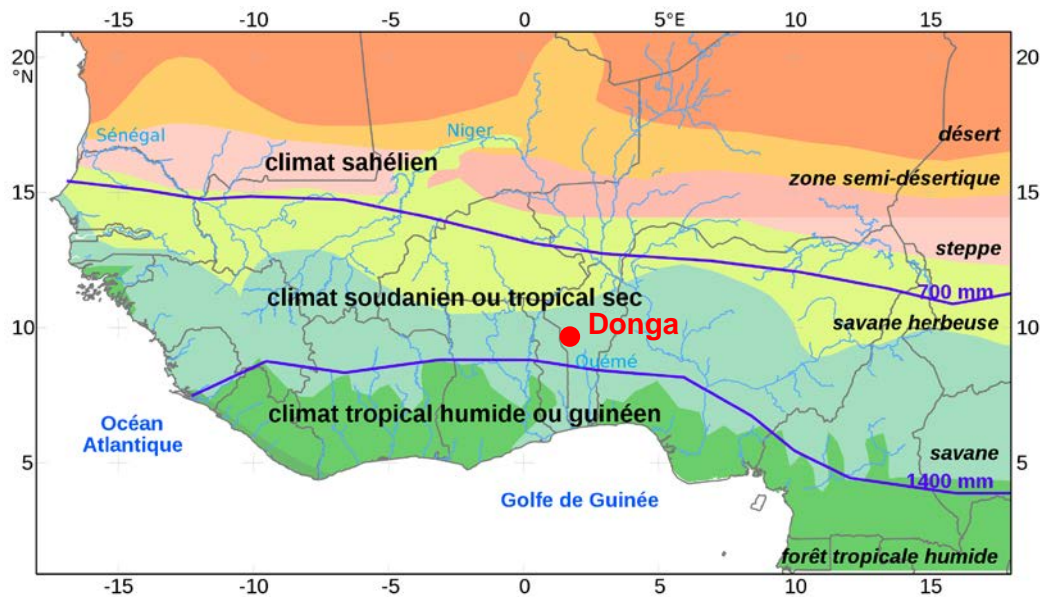 -15 -10 -5 0 5°E 10 15
20 20
°N
Sénégal
Niger
désert
climat sahélien
zone semi-désertique
15 15
steppe
700 mm
climat soudanien ou tropical sec
Donga
savane herbeuse
10 10
Ouémé
climat tropical humide ou guinéen
Océan
Atlantique
savane
5 5
1400 mm
Golfe de Guinée
forêt tropicale humide
-15 -10 -5 0 5 10 15